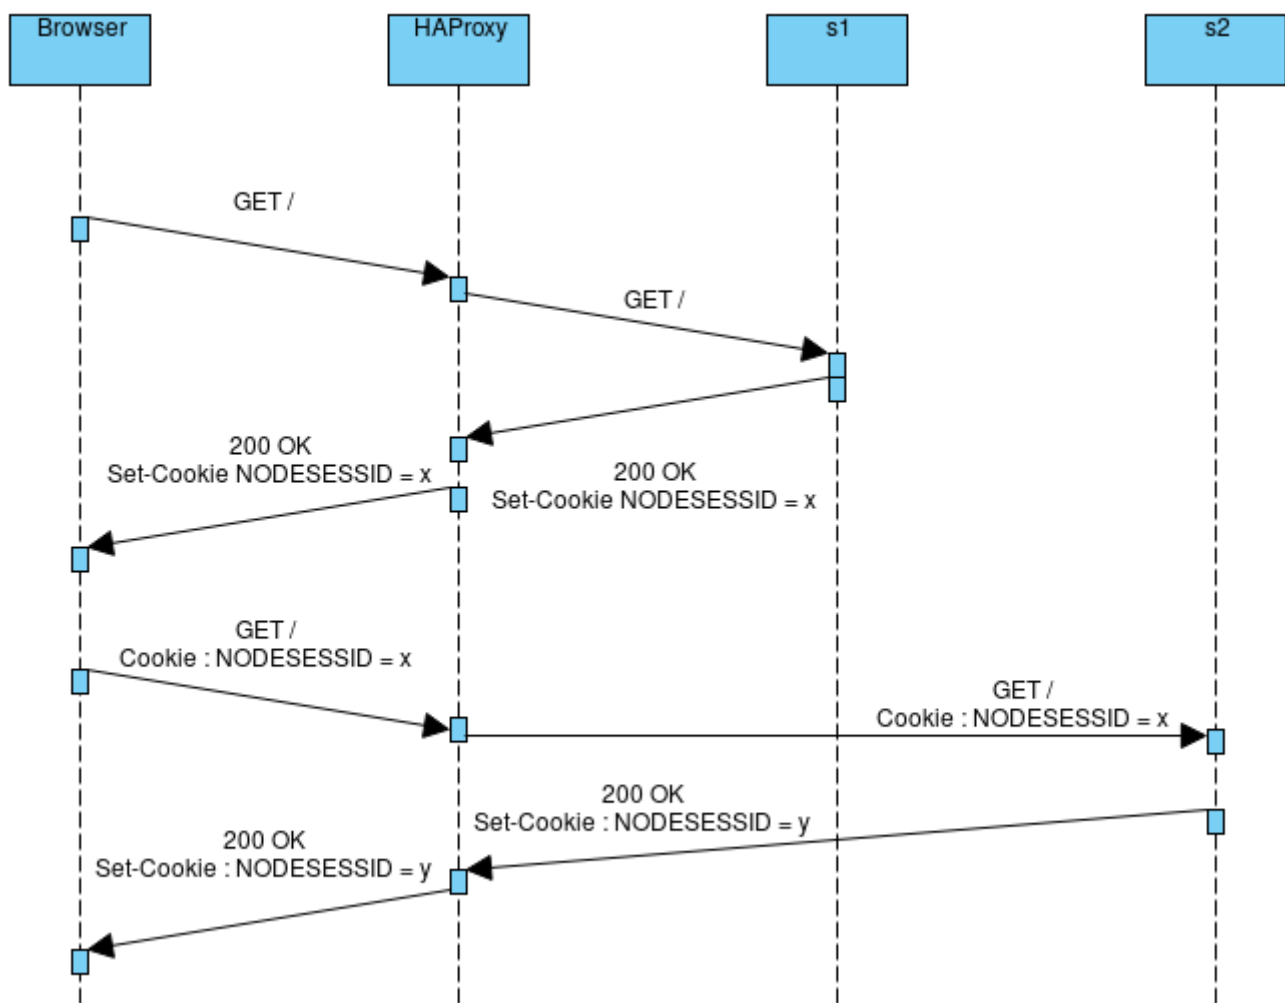 Browser
HAProxy
s1
s2
GET /
GET /
200 OK
Set-Cookie NODESESSID = x
200 OK
Set-Cookie NODESESSID = x
GET /
Cookie : NODESESSID = x
GET /
Cookie : NODESESSID = x
200 OK
Set-Cookie : NODESESSID = y
200 OK
Set-Cookie : NODESESSID = y